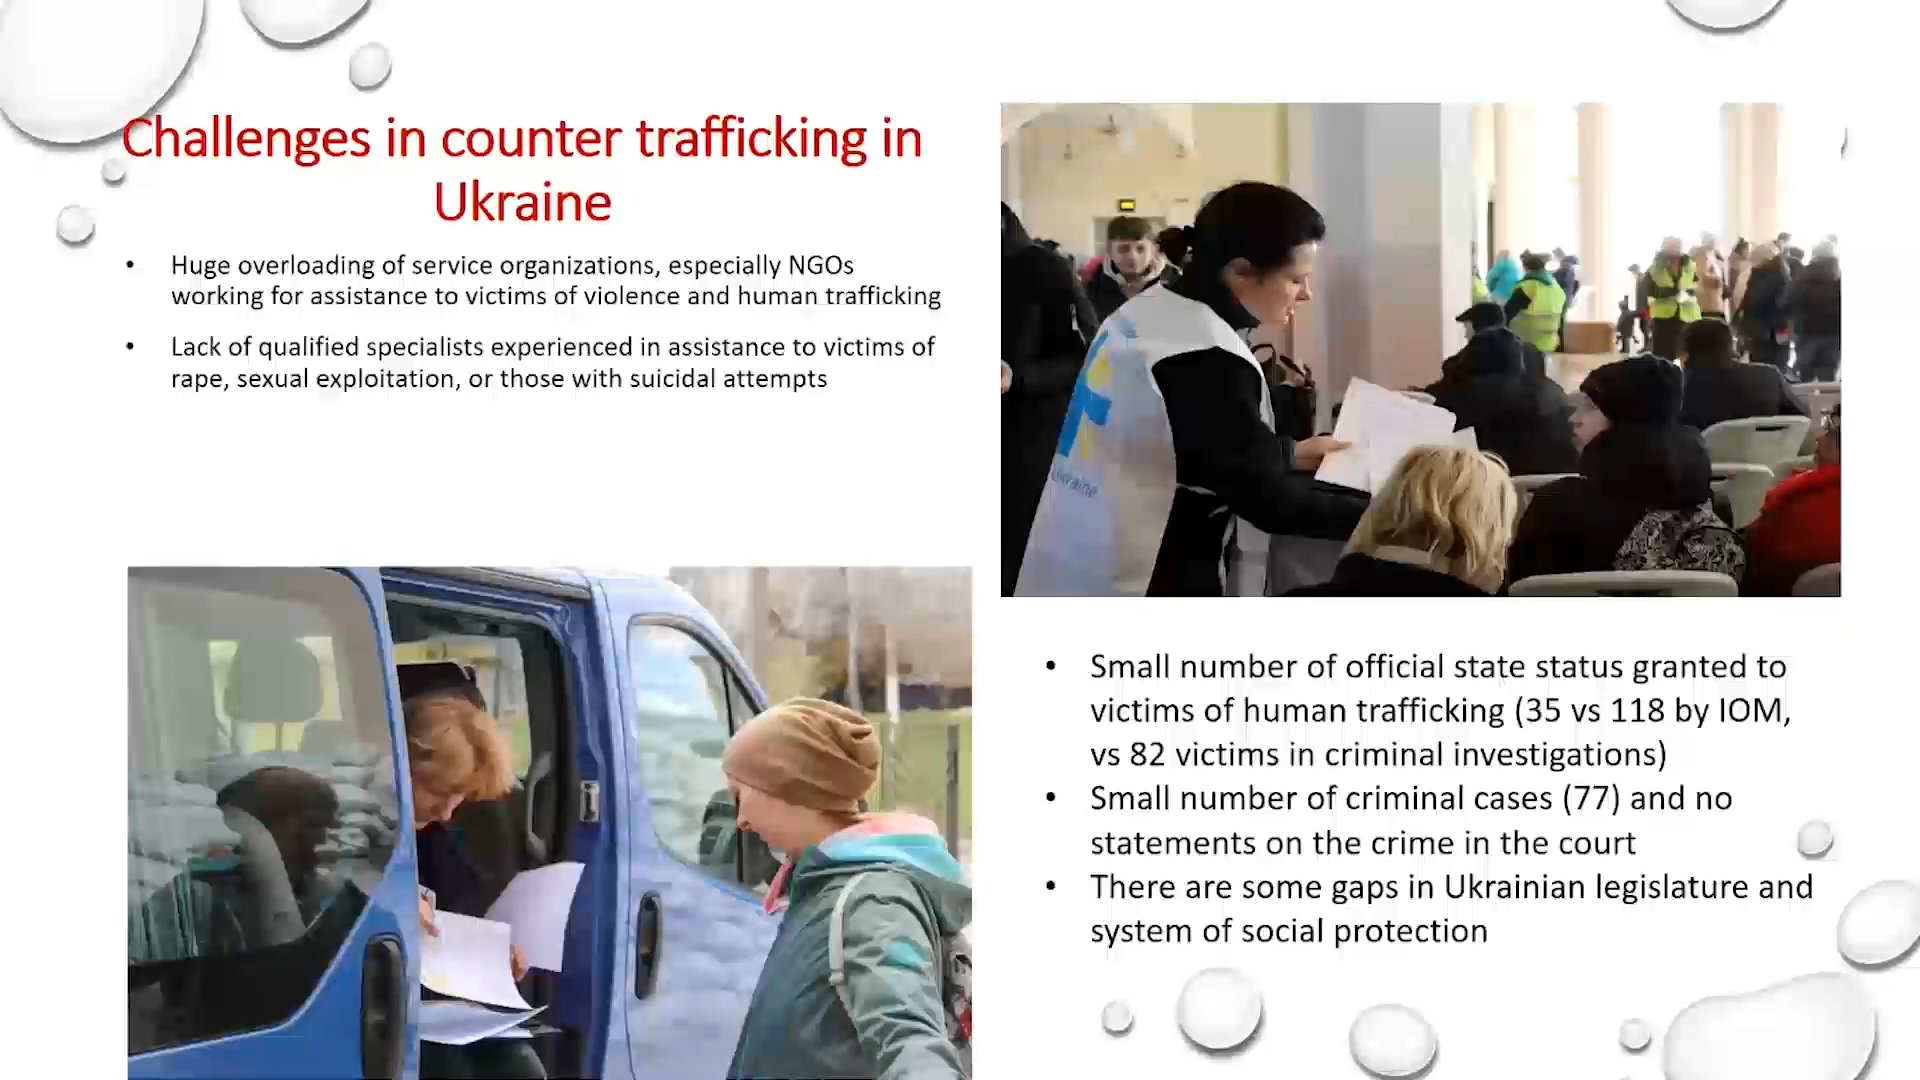 Challenges in counter trafficking in
Ukraine
• Huge overloading of service organizations, especially NGOs
working for assistance to victims of violence and human trafficking
• Lack of qualified specialists experienced in assistance to victims of
rape, sexual exploitation, or those with suicidal attempts
Ukraine
• Small number of official state status granted to
victims of human trafficking (35 vs 118 by IOM,
vs 82 victims in criminal investigations)
• Small number of criminal cases (77) and no
statements on the crime in the court
• There are some gaps in Ukrainian legislature and
system of social protection